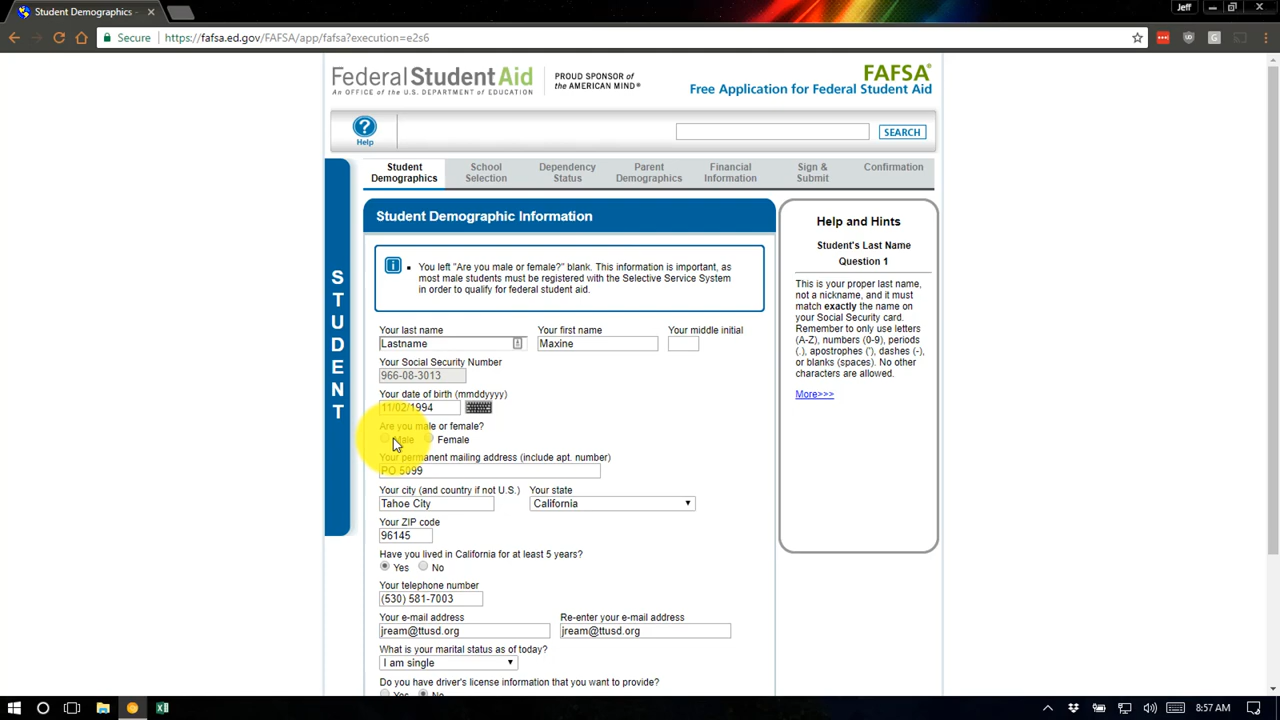 Student Demographics -
Jeff
Secure
https://fafsa.ed.gov/FAFSA/app/fafsa?execution=e2s6
Federal Student Aid
An OFFICE of the U.S. DEPARTMENT of EDUCATION
PROUD SPONSOR of
the AMERICAN MIND®
FAFSA®
Free Application for Federal Student Aid
?
Help
SEARCH
Student
Demographics
School
Selection
Dependency
Status
Parent
Demographics
Financial
Information
Sign &
Submit
Confirmation
STUDENT
Student Demographic Information
i
You left "Are you male or female?" blank. This information is important, as
most male students must be registered with the Selective Service System
in order to qualify for federal student aid.
Your last name
Your first name
Your middle initial
Lastname
Maxine
Your Social Security Number
966-08-3013
Your date of birth (mmddyyyy)
11/02/1994
Are you male or female?
Male
Female
Your permanent mailing address (include apt. number)
PO 5099
Your city (and country if not U.S.)
Your state
Tahoe City
California
Your ZIP code
96145
Have you lived in California for at least 5 years?
Yes
No
Your telephone number
(530) 581-7003
Your e-mail address
Re-enter your e-mail address
jream@ttusd.org
jream@ttusd.org
What is your marital status as of today?
I am single
Do you have driver's license information that you want to provide?
Yes
No
Help and Hints
Student's Last Name
Question 1
This is your proper last name,
not a nickname, and it must
match exactly the name on
your Social Security card.
Remember to only use letters
(A-Z), numbers (0-9), periods
(.), apostrophes ('), dashes (-),
or blanks (spaces). No other
characters are allowed.
More>>>
8:57 AM